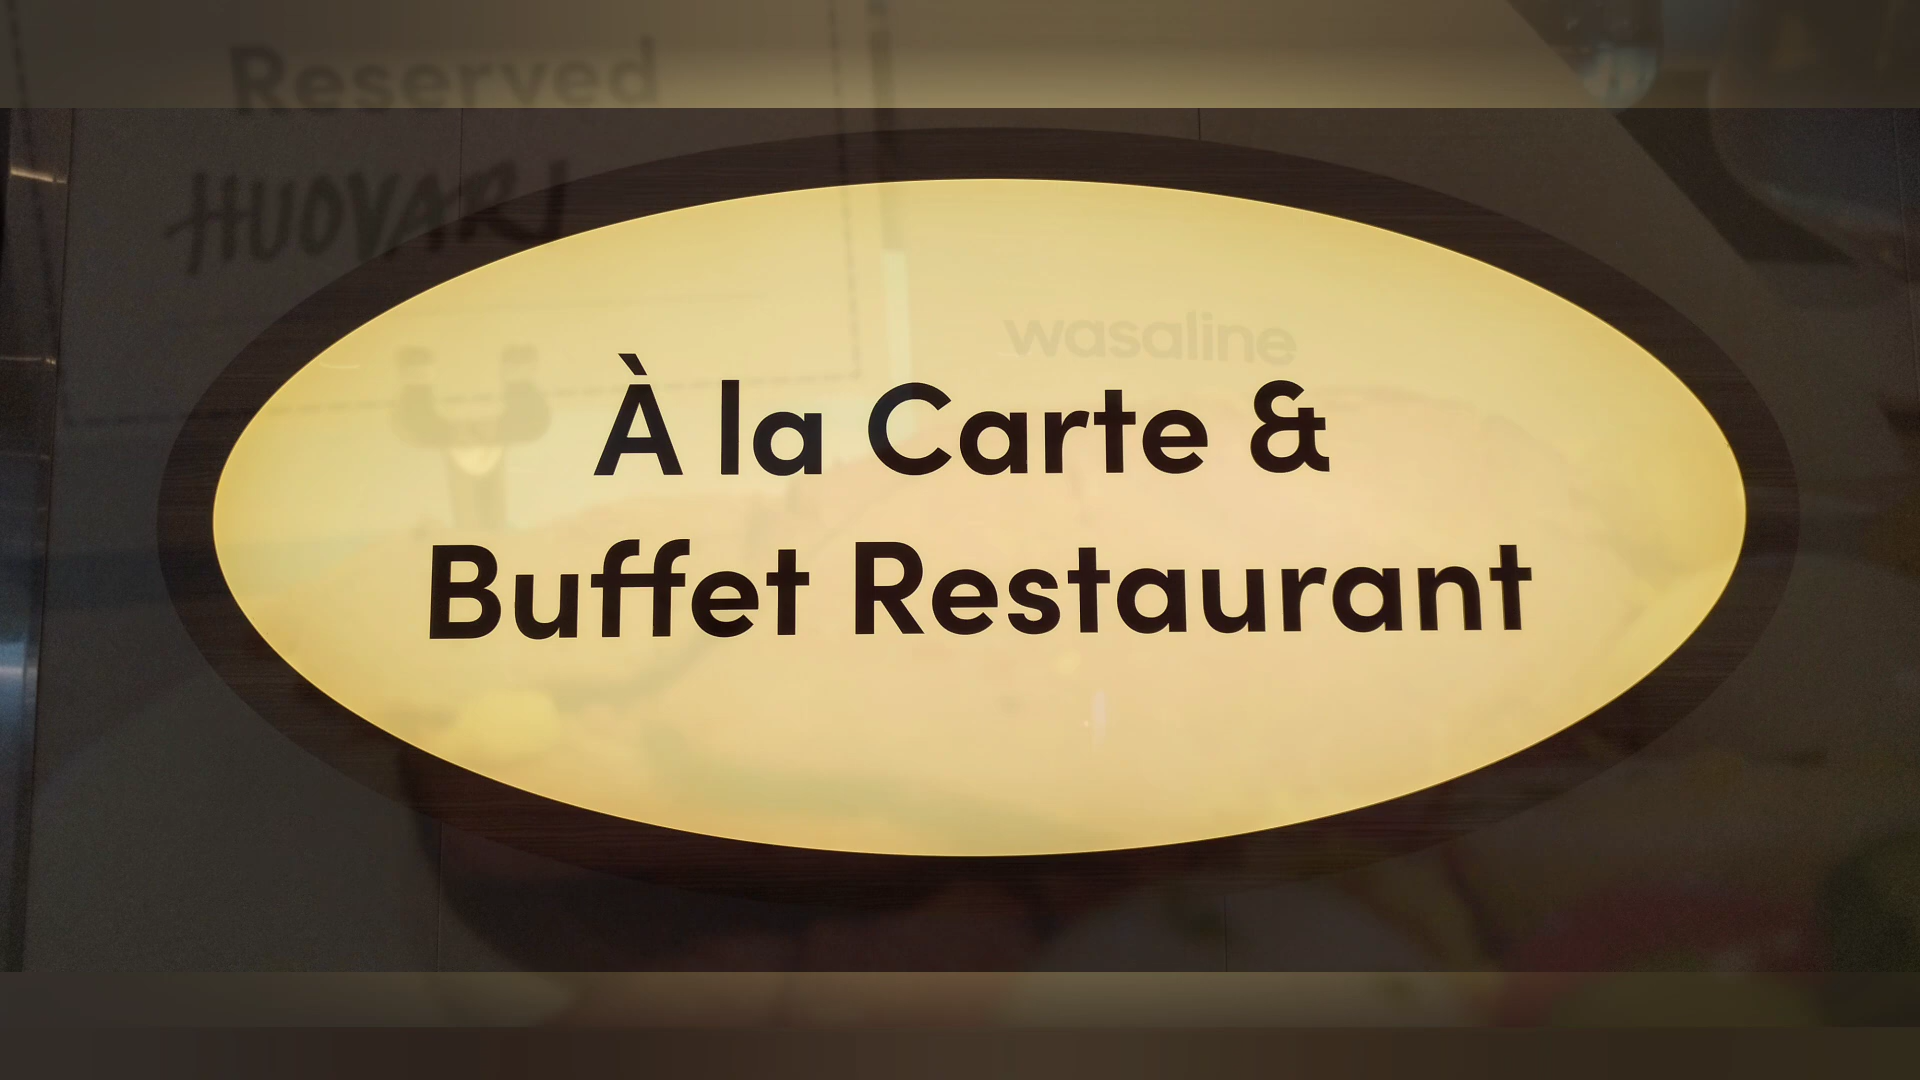 Reserved
HUOVARI
wasaline
À la Carte &
Buffet Restaurant